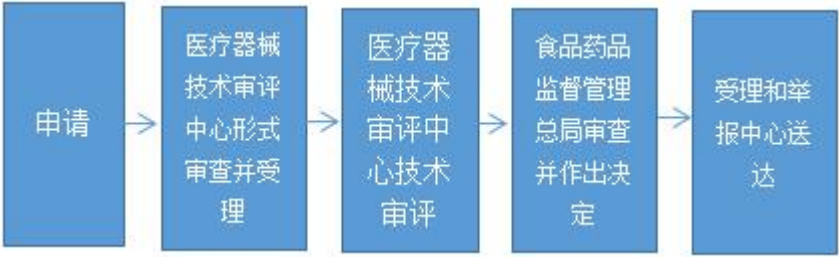 申请
医疗器械
技术审评
中心形式
审查并受
理
医疗器
械技术
审评中
心技术
审评
食品药品
监督管理
总局审查
并作出决
定
受理和举
报中心送
达